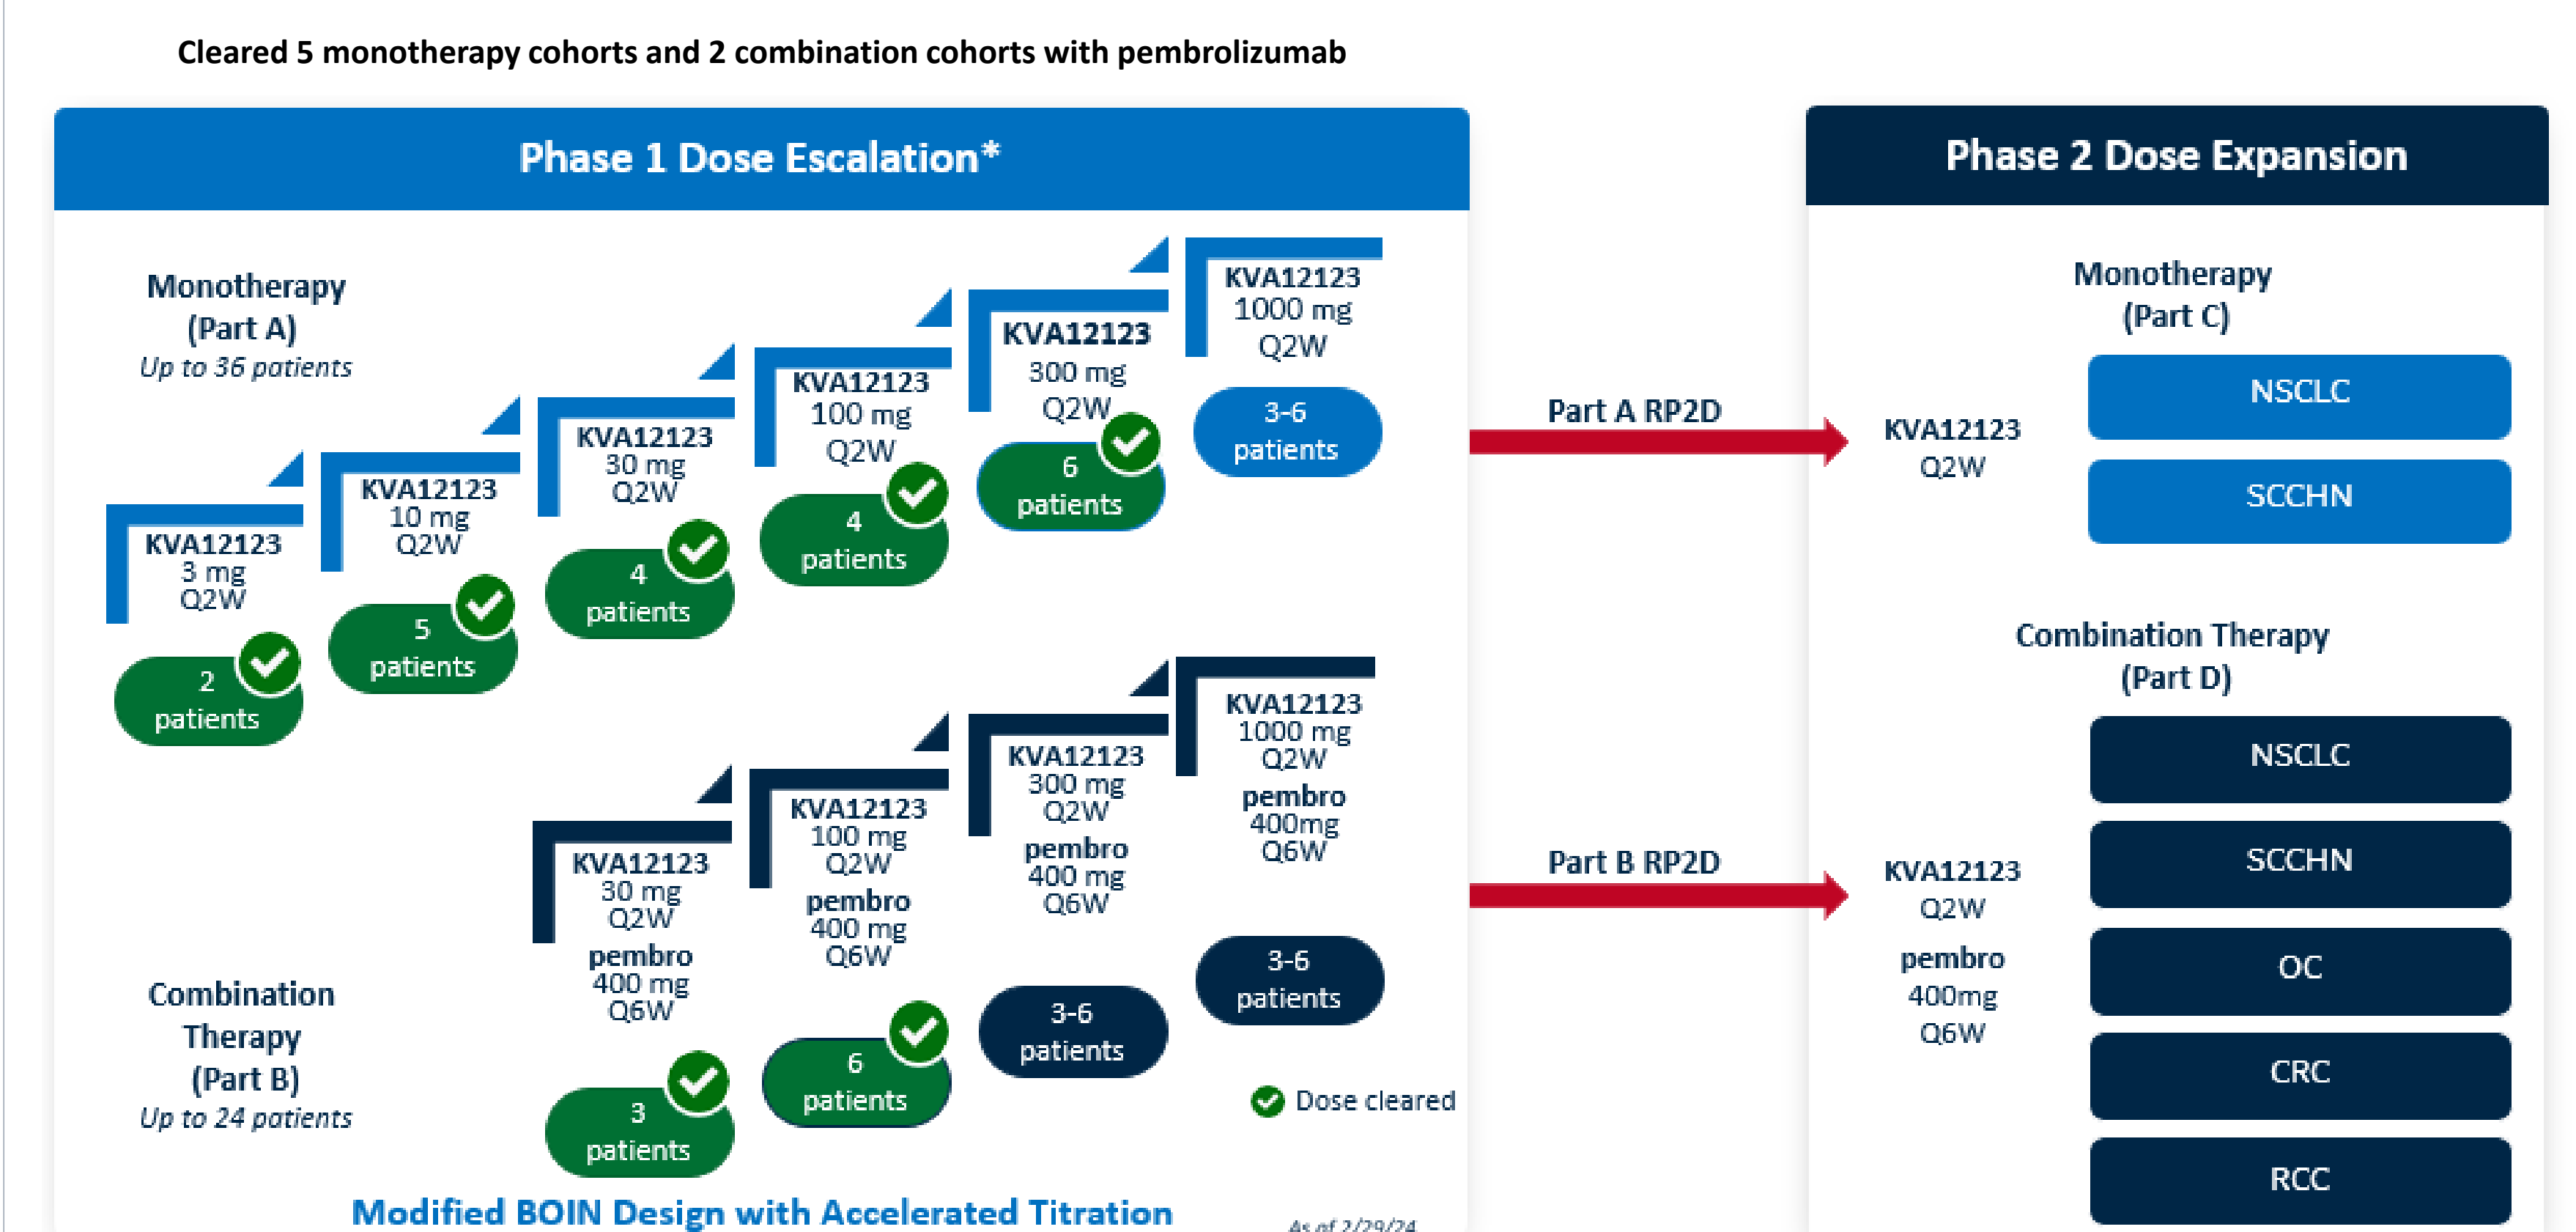 Cleared 5 monotherapy cohorts and 2 combination cohorts with pembrolizumab
Phase 1 Dose Escalation*
Monotherapy
(Part A)
Up to 36 patients
KVA12123
3 mg
Q2W
2
patients
KVA12123
10 mg
Q2W
5
patients
KVA12123
30 mg
Q2W
4
patients
KVA12123
100 mg
Q2W
4
patients
KVA12123
300 mg
Q2W
6
patients
KVA12123
1000 mg
Q2W
3-6
patients
Combination
Therapy
(Part B)
Up to 24 patients
KVA12123
30 mg
Q2W
pembro
400 mg
Q6W
3
patients
KVA12123
100 mg
Q2W
pembro
400 mg
Q6W
6
patients
KVA12123
300 mg
Q2W
pembro
400 mg
Q6W
3-6
patients
KVA12123
1000 mg
Q2W
pembro
400mg
Q6W
3-6
patients
Dose cleared
Modified BOIN Design with Accelerated Titration
As of 2/29/24
Part A RP2D
Part B RP2D
Phase 2 Dose Expansion
Monotherapy
(Part C)
KVA12123
Q2W
NSCLC
SCCHN
Combination Therapy
(Part D)
KVA12123
Q2W
pembro
400mg
Q6W
NSCLC
SCCHN
OC
CRC
RCC